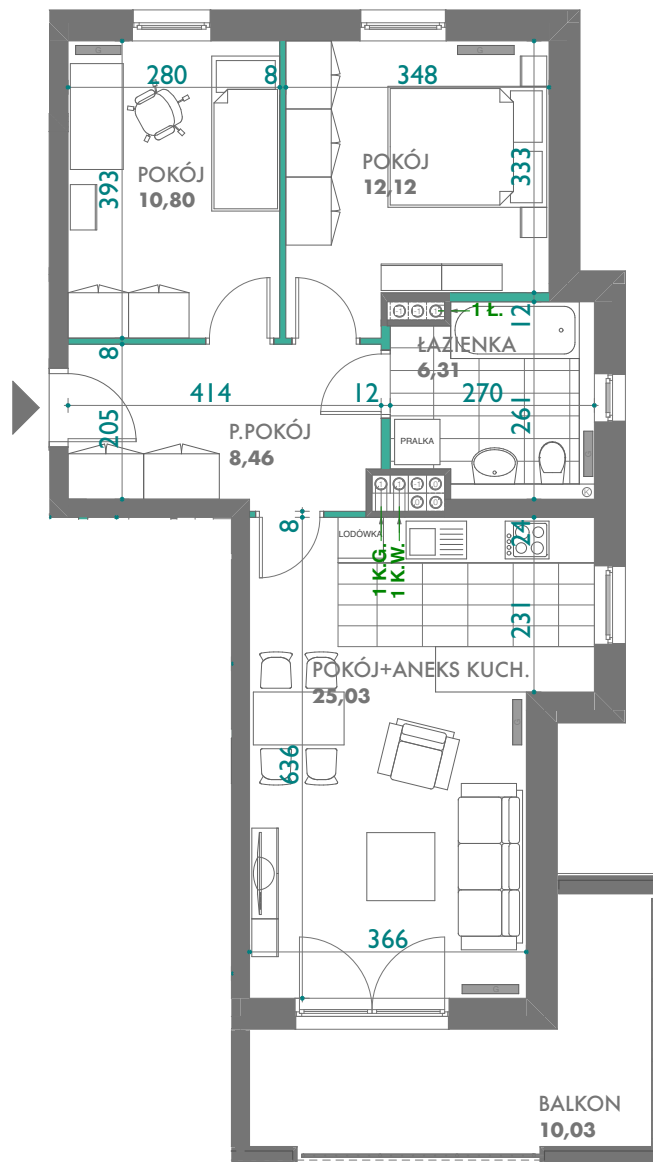 280
8
348
393
POKÓJ
10,80
POKÓJ
12,12
333
1 Ł.
12
ŁAZIENKA
6,31
8
414
12
270
205
261
P.POKÓJ
8,46
PRALKA
K
8
LODÓWKA
24
1 K.G.
1 K.W.
231
POKÓJ+ANEKS KUCH.
25,03
636
366
BALKON
10,03